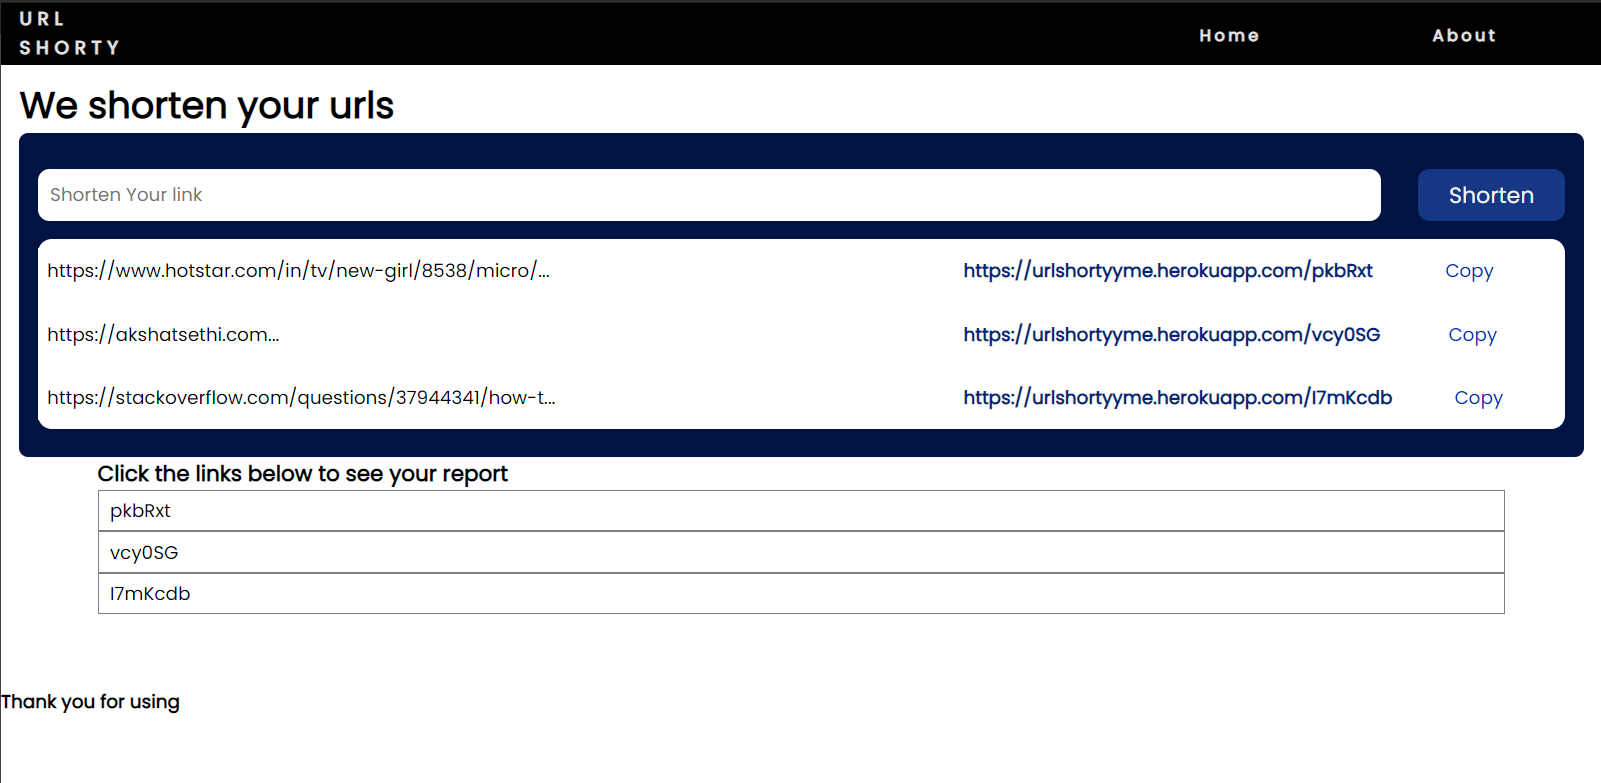 URL
SHORTY
Home About
We shorten your urls
Shorten Your link
Shorten
https://www.hotstar.com/in/tv/new-girl/8538/micro/... https://urlshortyyme.herokuapp.com/pkbRxt Copy
https://akshatsethi.com... https://urlshortyyme.herokuapp.com/vcy0SG Copy
https://stackoverflow.com/questions/37944341/how-t... https://urlshortyyme.herokuapp.com/I7mKcdb Copy
Click the links below to see your report
pkbRxt
vcy0SG
I7mKcdb
Thank you for using